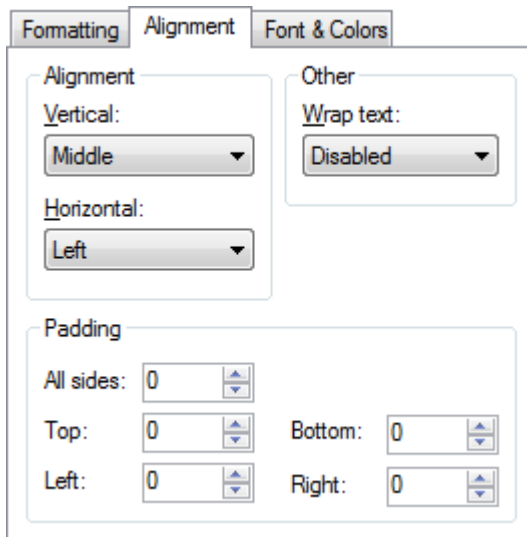 Formatting Alignment Font & Colors
Alignment
Vertical:
Middle
Horizontal:
Left
Other
Wrap text:
Disabled
Padding
All sides: 0
Top: 0 Bottom: 0
Left: 0 Right: 0